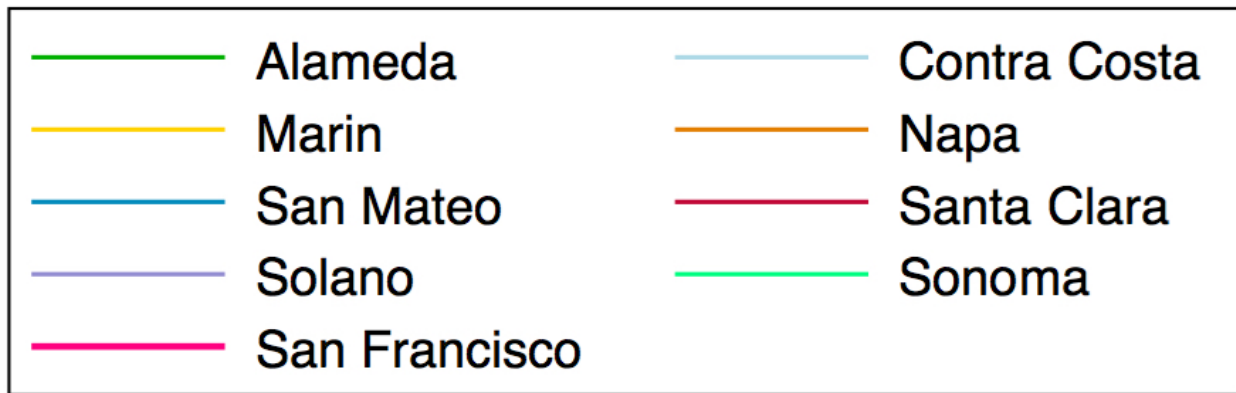 Alameda Contra Costa
Marin Napa
San Mateo Santa Clara
Solano Sonoma
San Francisco